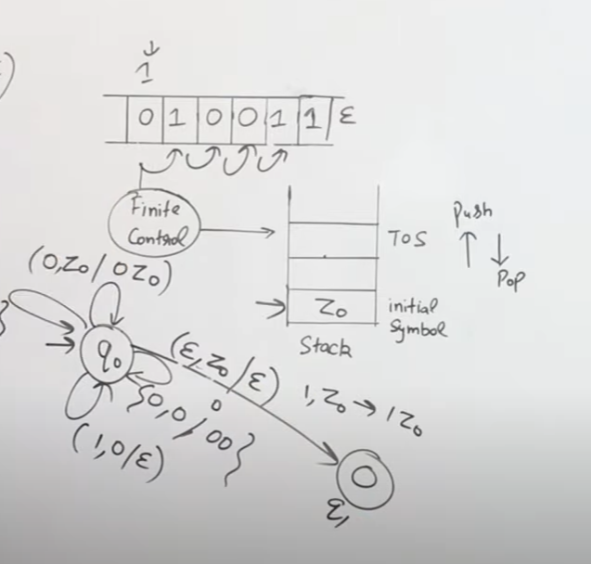 ↓
1
0 1 0 0 1 1 ε
Finite
Control
Push
TOS
Pop
Z₀
initial
Symbol
Stack
(0,Z₀/0Z₀)
q₀
(ε,Z₀/ε)
1,Z₀→1Z₀
{0,0/00}
0
(1,0/ε)